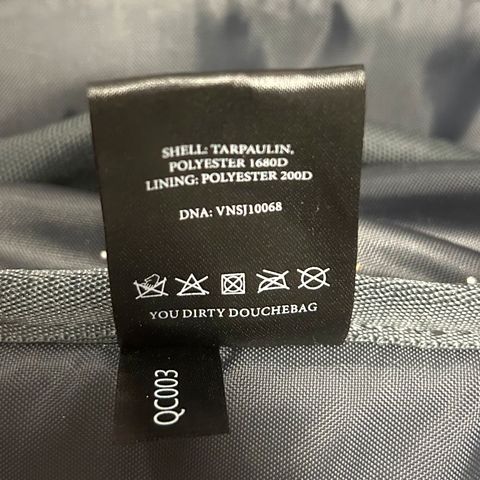 SHELL: TARPAULIN,
POLYESTER 1680D
LINING: POLYESTER 200D
DNA: VNSJ10068
YOU DIRTY DOUCHEBAG
QC003